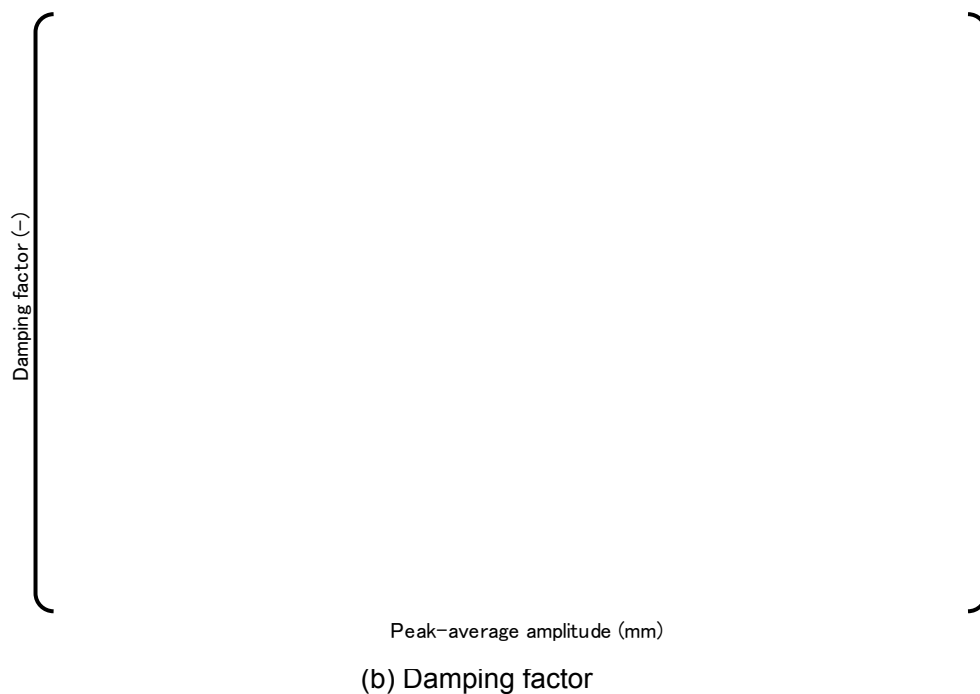 Damping factor (-)
Peak-average amplitude (mm)
(b) Damping factor